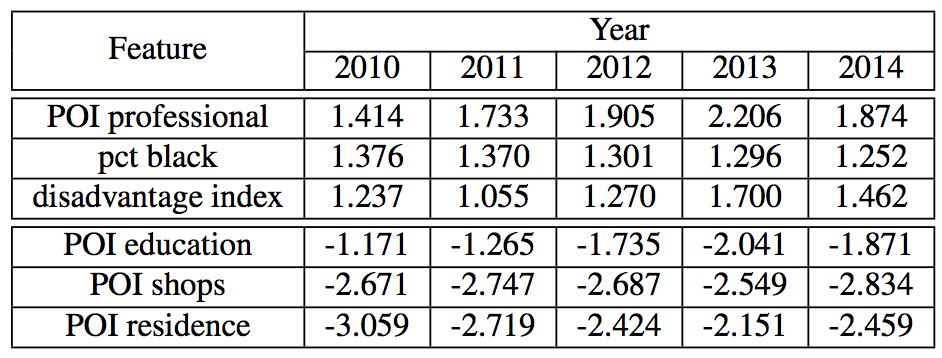 Feature Year
2010 2011 2012 2013 2014
POI professional 1.414 1.733 1.905 2.206 1.874
pct black 1.376 1.370 1.301 1.296 1.252
disadvantage index 1.237 1.055 1.270 1.700 1.462
POI education -1.171 -1.265 -1.735 -2.041 -1.871
POI shops -2.671 -2.747 -2.687 -2.549 -2.834
POI residence -3.059 -2.719 -2.424 -2.151 -2.459